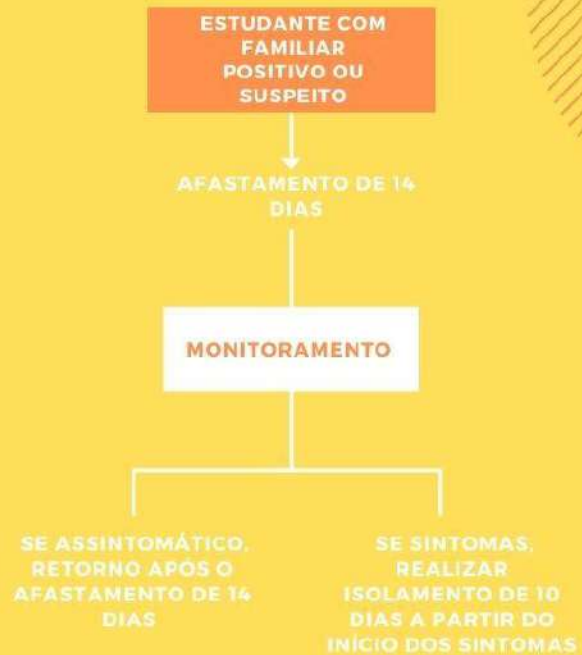 ESTUDANTE COM
FAMILIAR
POSITIVO OU
SUSPEITO
AFASTAMENTO DE 14
DIAS
MONITORAMENTO
SE ASSINTOMÁTICO,
RETORNO APÓS O
AFASTAMENTO DE 14
DIAS
SE SINTOMAS,
REALIZAR
ISOLAMENTO DE 10
DIAS A PARTIR DO
INÍCIO DOS SINTOMAS